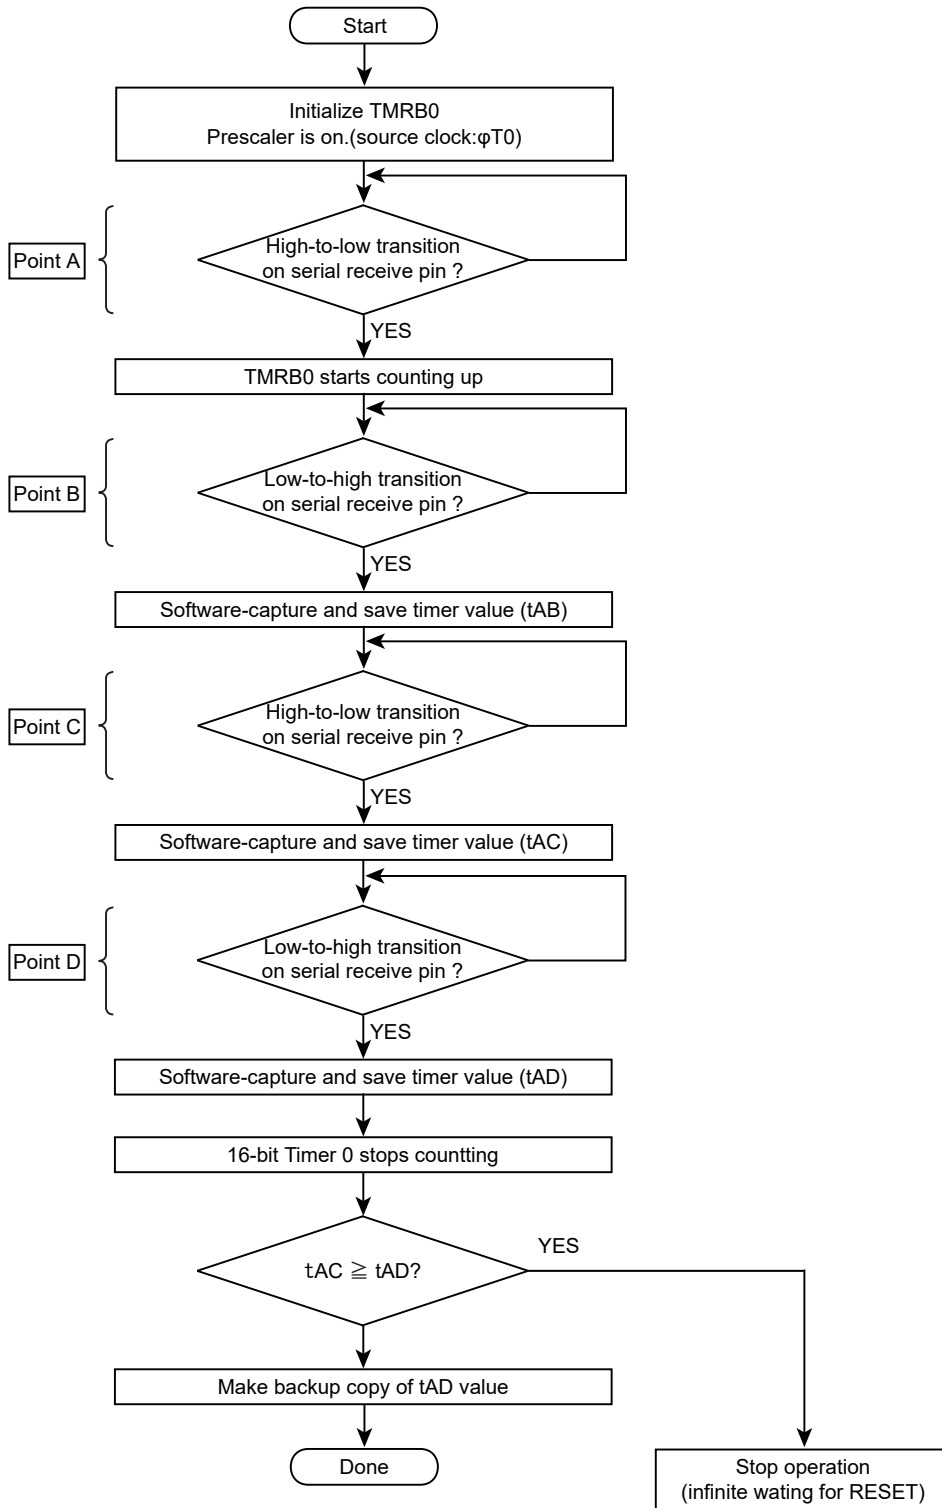 Start
Initialize TMRB0
Prescaler is on.(source clock:φT0)
Point A
High-to-low transition
on serial receive pin ?
YES
TMRB0 starts counting up
Point B
Low-to-high transition
on serial receive pin ?
YES
Software-capture and save timer value (tAB)
Point C
High-to-low transition
on serial receive pin ?
YES
Software-capture and save timer value (tAC)
Point D
Low-to-high transition
on serial receive pin ?
YES
Software-capture and save timer value (tAD)
16-bit Timer 0 stops countting
tAC ≧ tAD?
YES
Make backup copy of tAD value
Done
Stop operation
(infinite wating for RESET)